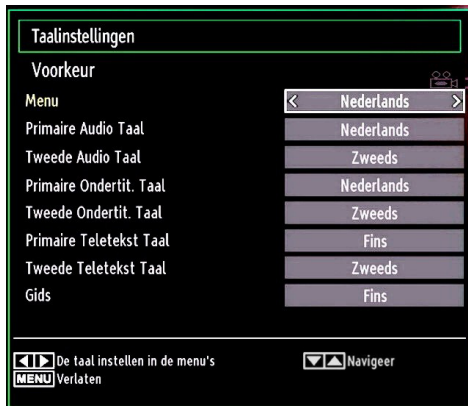 Taalinstellingen
Voorkeur
Menu Nederlands
Primaire Audio Taal Nederlands
Tweede Audio Taal Zweeds
Primaire Ondertit. Taal Nederlands
Tweede Ondertit. Taal Zweeds
Primaire Teletekst Taal Fins
Tweede Teletekst Taal Zweeds
Gids Fins
De taal instellen in de menu's Navigeer
MENU Verlaten